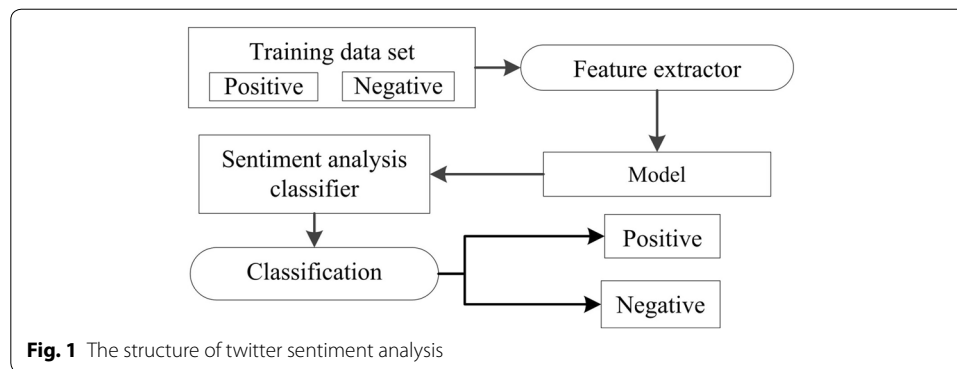 Training data set
Positive
Negative
Feature extractor
Sentiment analysis
classifier
Model
Classification
Positive
Negative
Fig. 1 The structure of twitter sentiment analysis